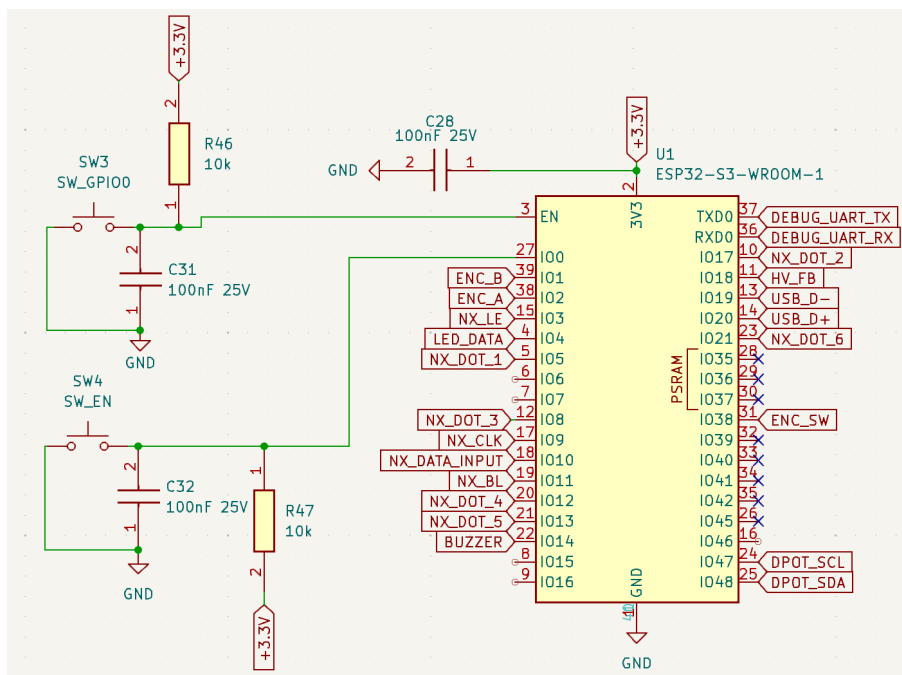 +3.3V
2
R46
10k
1
SW3
SW_GPIO0
2
C31
100nF 25V
1
GND
C28
100nF 25V
GND
2
1
+3.3V
U1
ESP32-S3-WROOM-1
2
3V3
3
EN
27
IO0
ENC_B
39
IO1
ENC_A
38
IO2
NX_LE
15
IO3
LED_DATA
4
IO4
NX_DOT_1
5
IO5
6
IO6
7
IO7
NX_DOT_3
12
IO8
NX_CLK
17
IO9
NX_DATA_INPUT
18
IO10
NX_BL
19
IO11
NX_DOT_4
20
IO12
NX_DOT_5
21
IO13
BUZZER
22
IO14
8
IO15
9
IO16
TXD0
37
DEBUG_UART_TX
RXD0
36
DEBUG_UART_RX
IO17
10
NX_DOT_2
IO18
11
HV_FB
IO19
13
USB_D-
IO20
14
USB_D+
IO21
23
NX_DOT_6
PSRAM
IO35
28
IO36
29
IO37
30
IO38
31
ENC_SW
IO39
32
IO40
33
IO41
34
IO42
35
IO45
26
IO46
16
IO47
24
DPOT_SCL
IO48
25
DPOT_SDA
GND
1
GND
SW4
SW_EN
2
C32
100nF 25V
1
GND
1
R47
10k
2
+3.3V